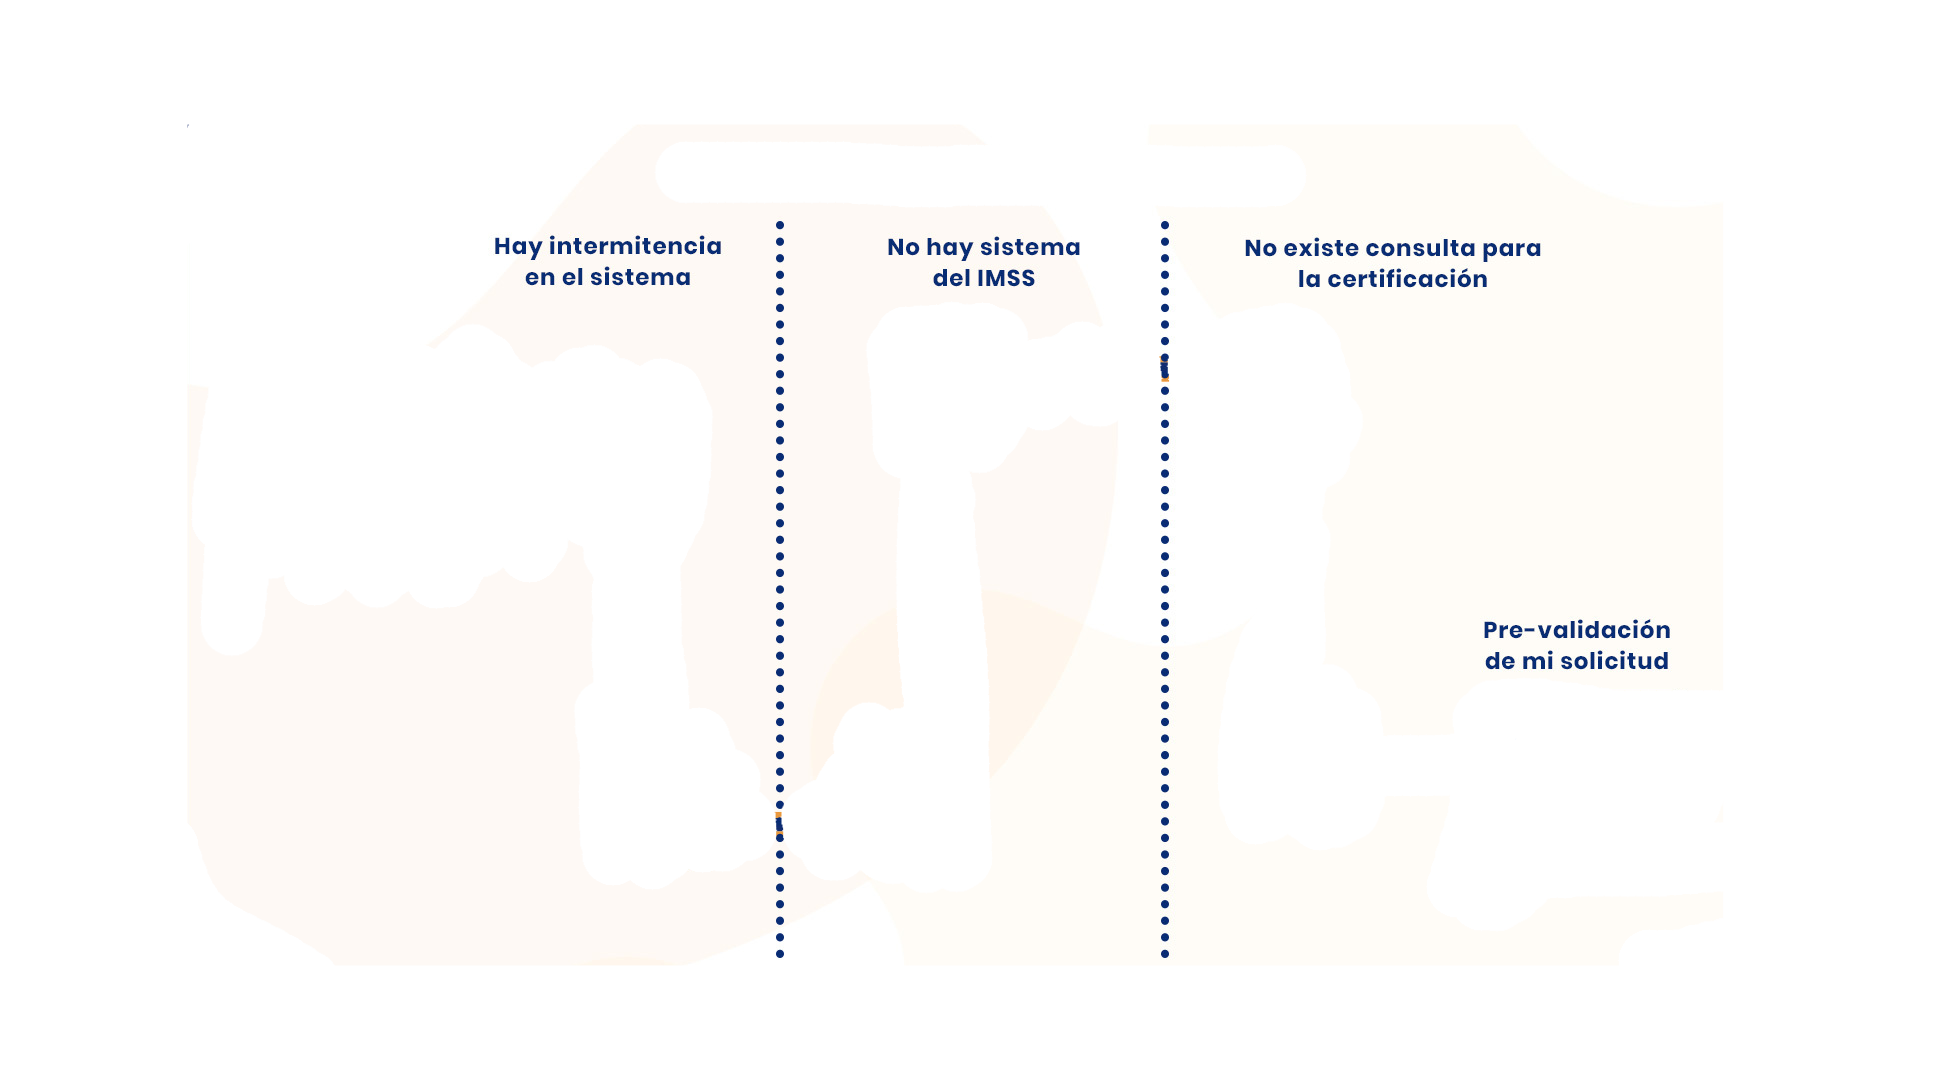 Hay intermitencia
en el sistema
No hay sistema
del IMSS
No existe consulta para
la certificación
Pre-validación
de mi solicitud